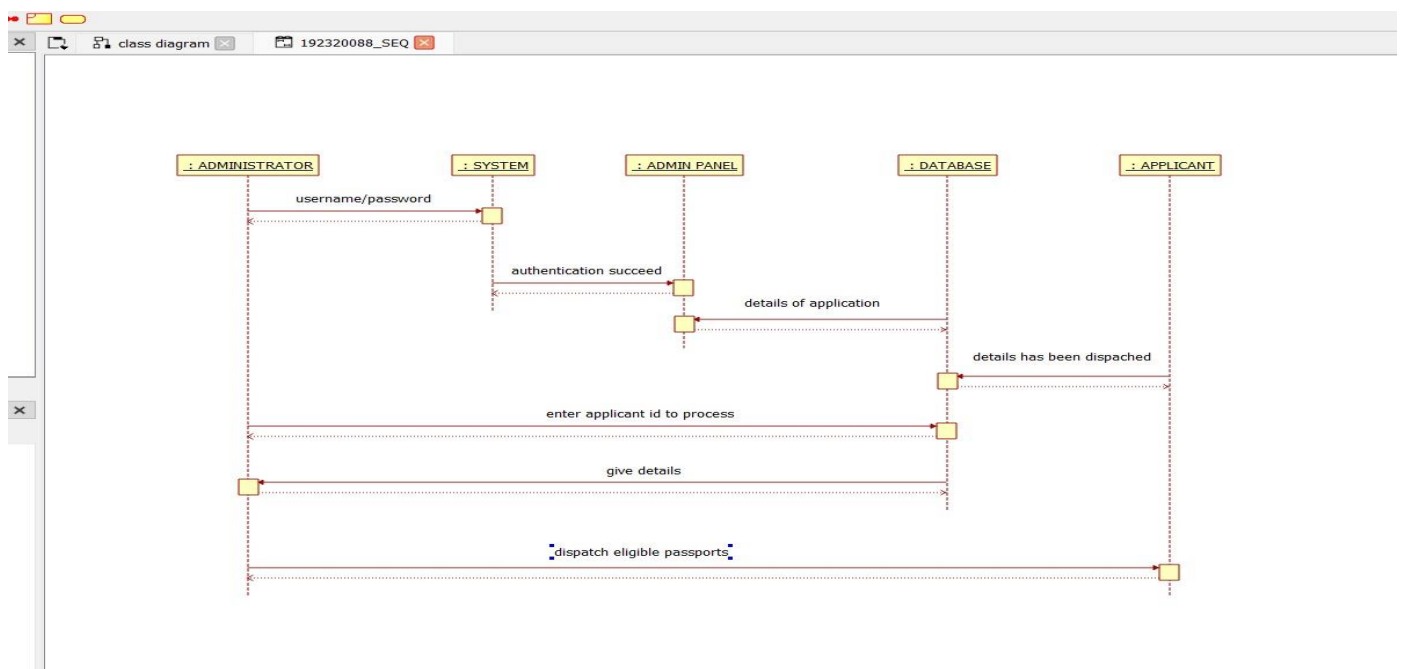 class diagram
192320088_SEQ
: ADMINISTRATOR
: SYSTEM
: ADMIN PANEL
: DATABASE
: APPLICANT
username/password
authentication succeed
details of application
details has been dispached
enter applicant id to process
give details
dispatch eligible passports